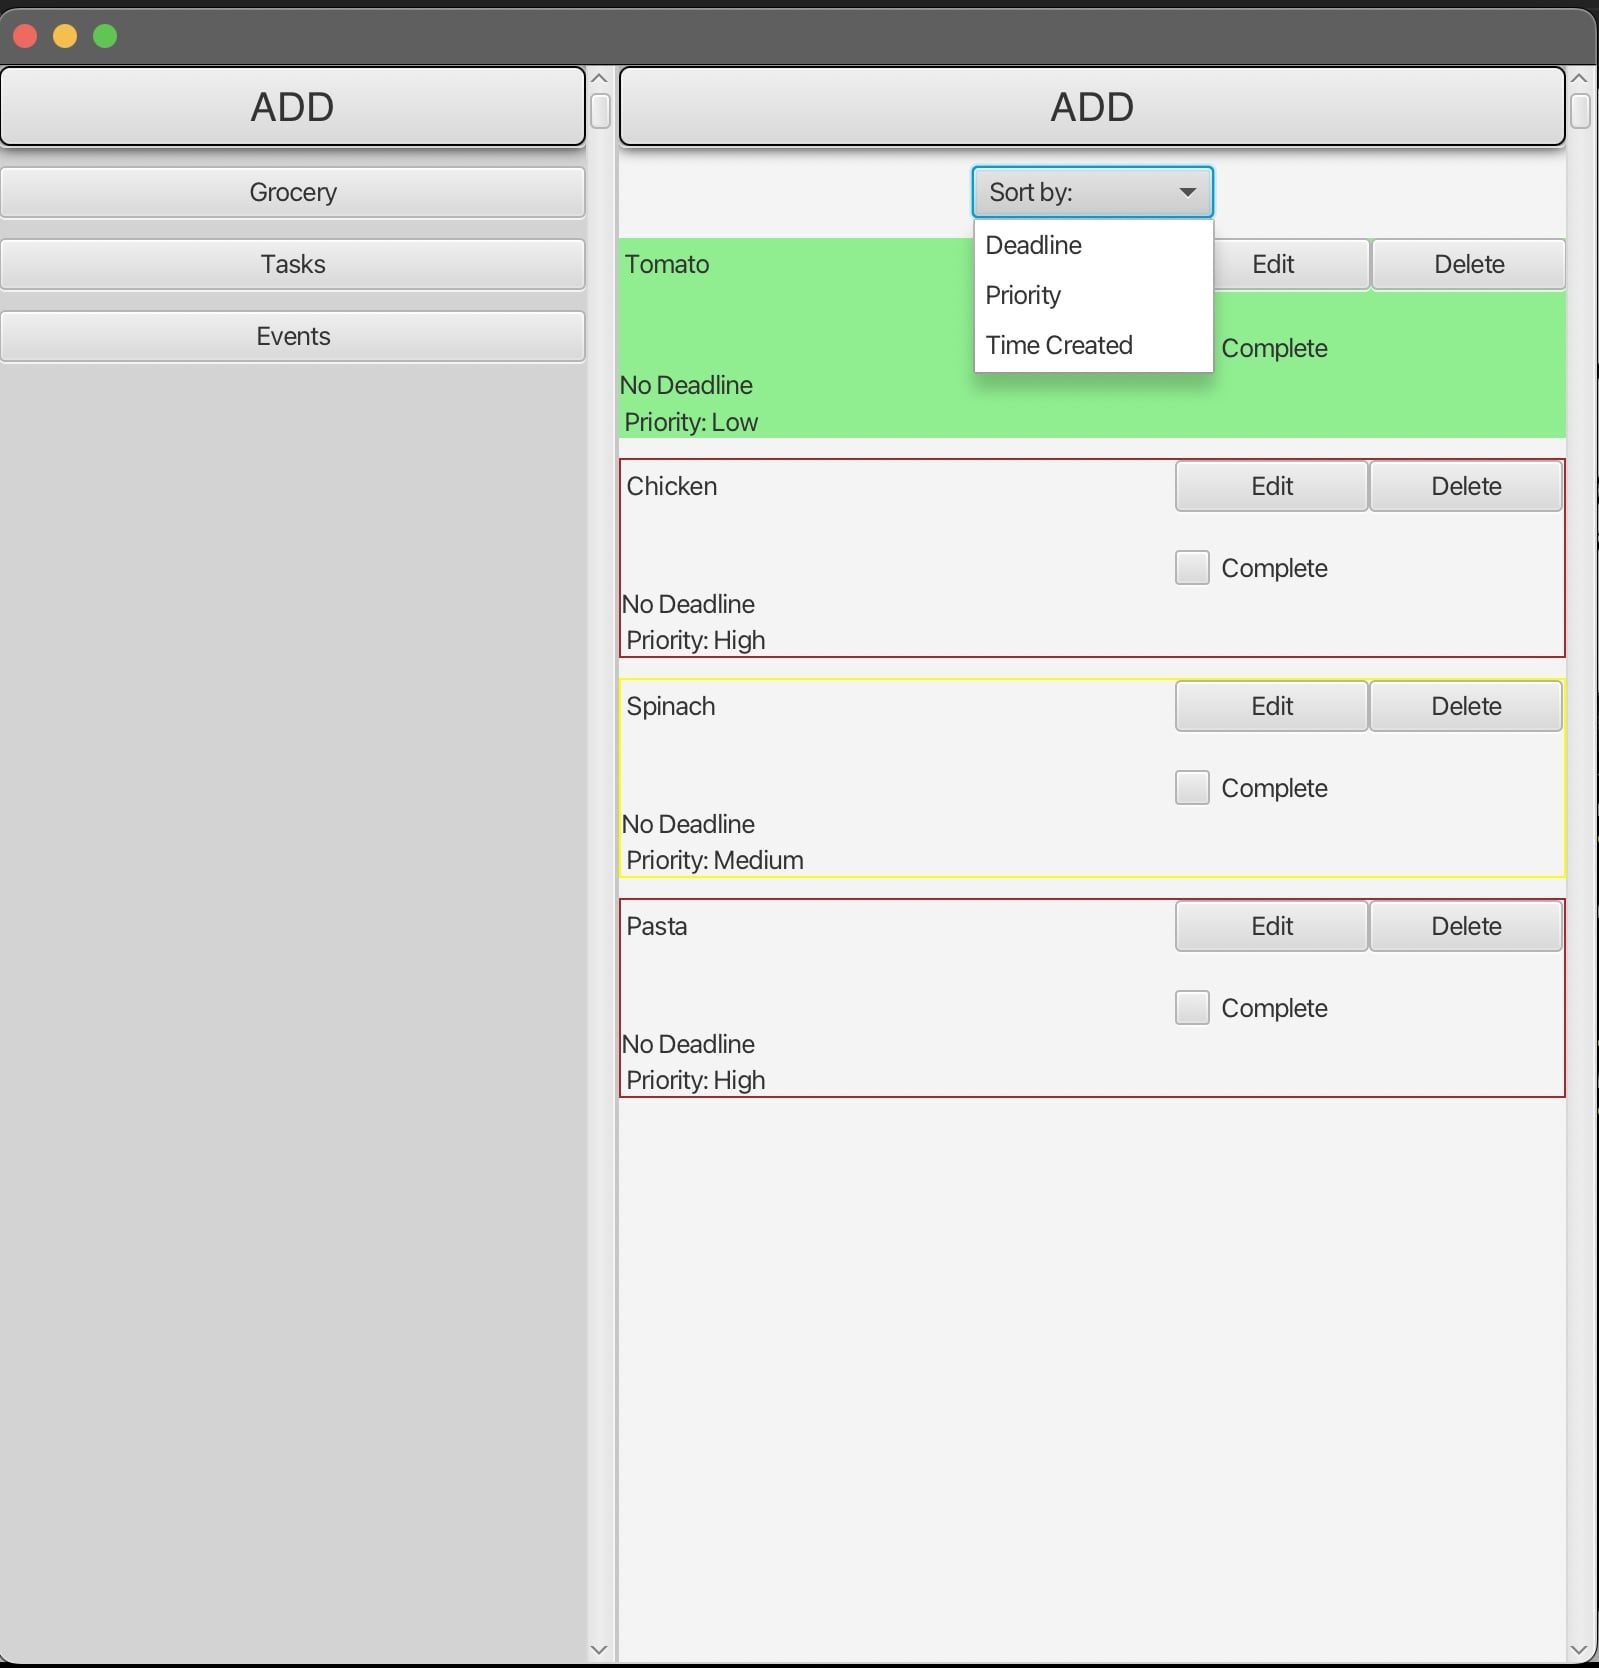 ADD
Grocery
Tasks
Events
ADD
Sort by:
Deadline
Priority
Time Created
Tomato
Edit Delete
Complete
No Deadline
Priority: Low
Chicken Edit Delete
Complete
No Deadline
Priority: High
Spinach Edit Delete
Complete
No Deadline
Priority: Medium
Pasta Edit Delete
Complete
No Deadline
Priority: High